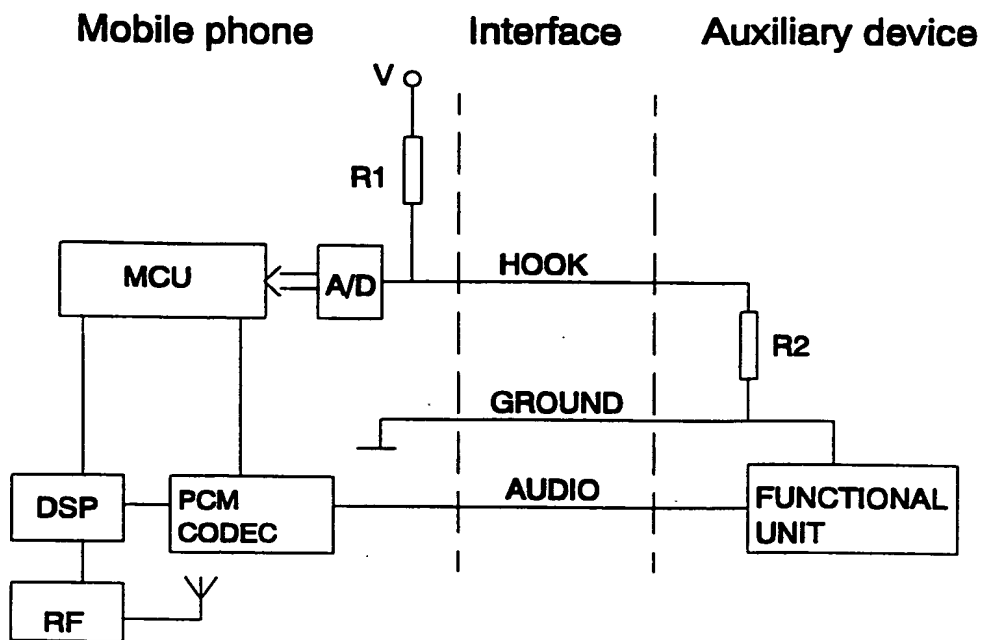 Mobile phone
Interface
Auxiliary device
V
R1
MCU
A/D
HOOK
R2
GROUND
DSP
PCM
CODEC
AUDIO
FUNCTIONAL
UNIT
RF